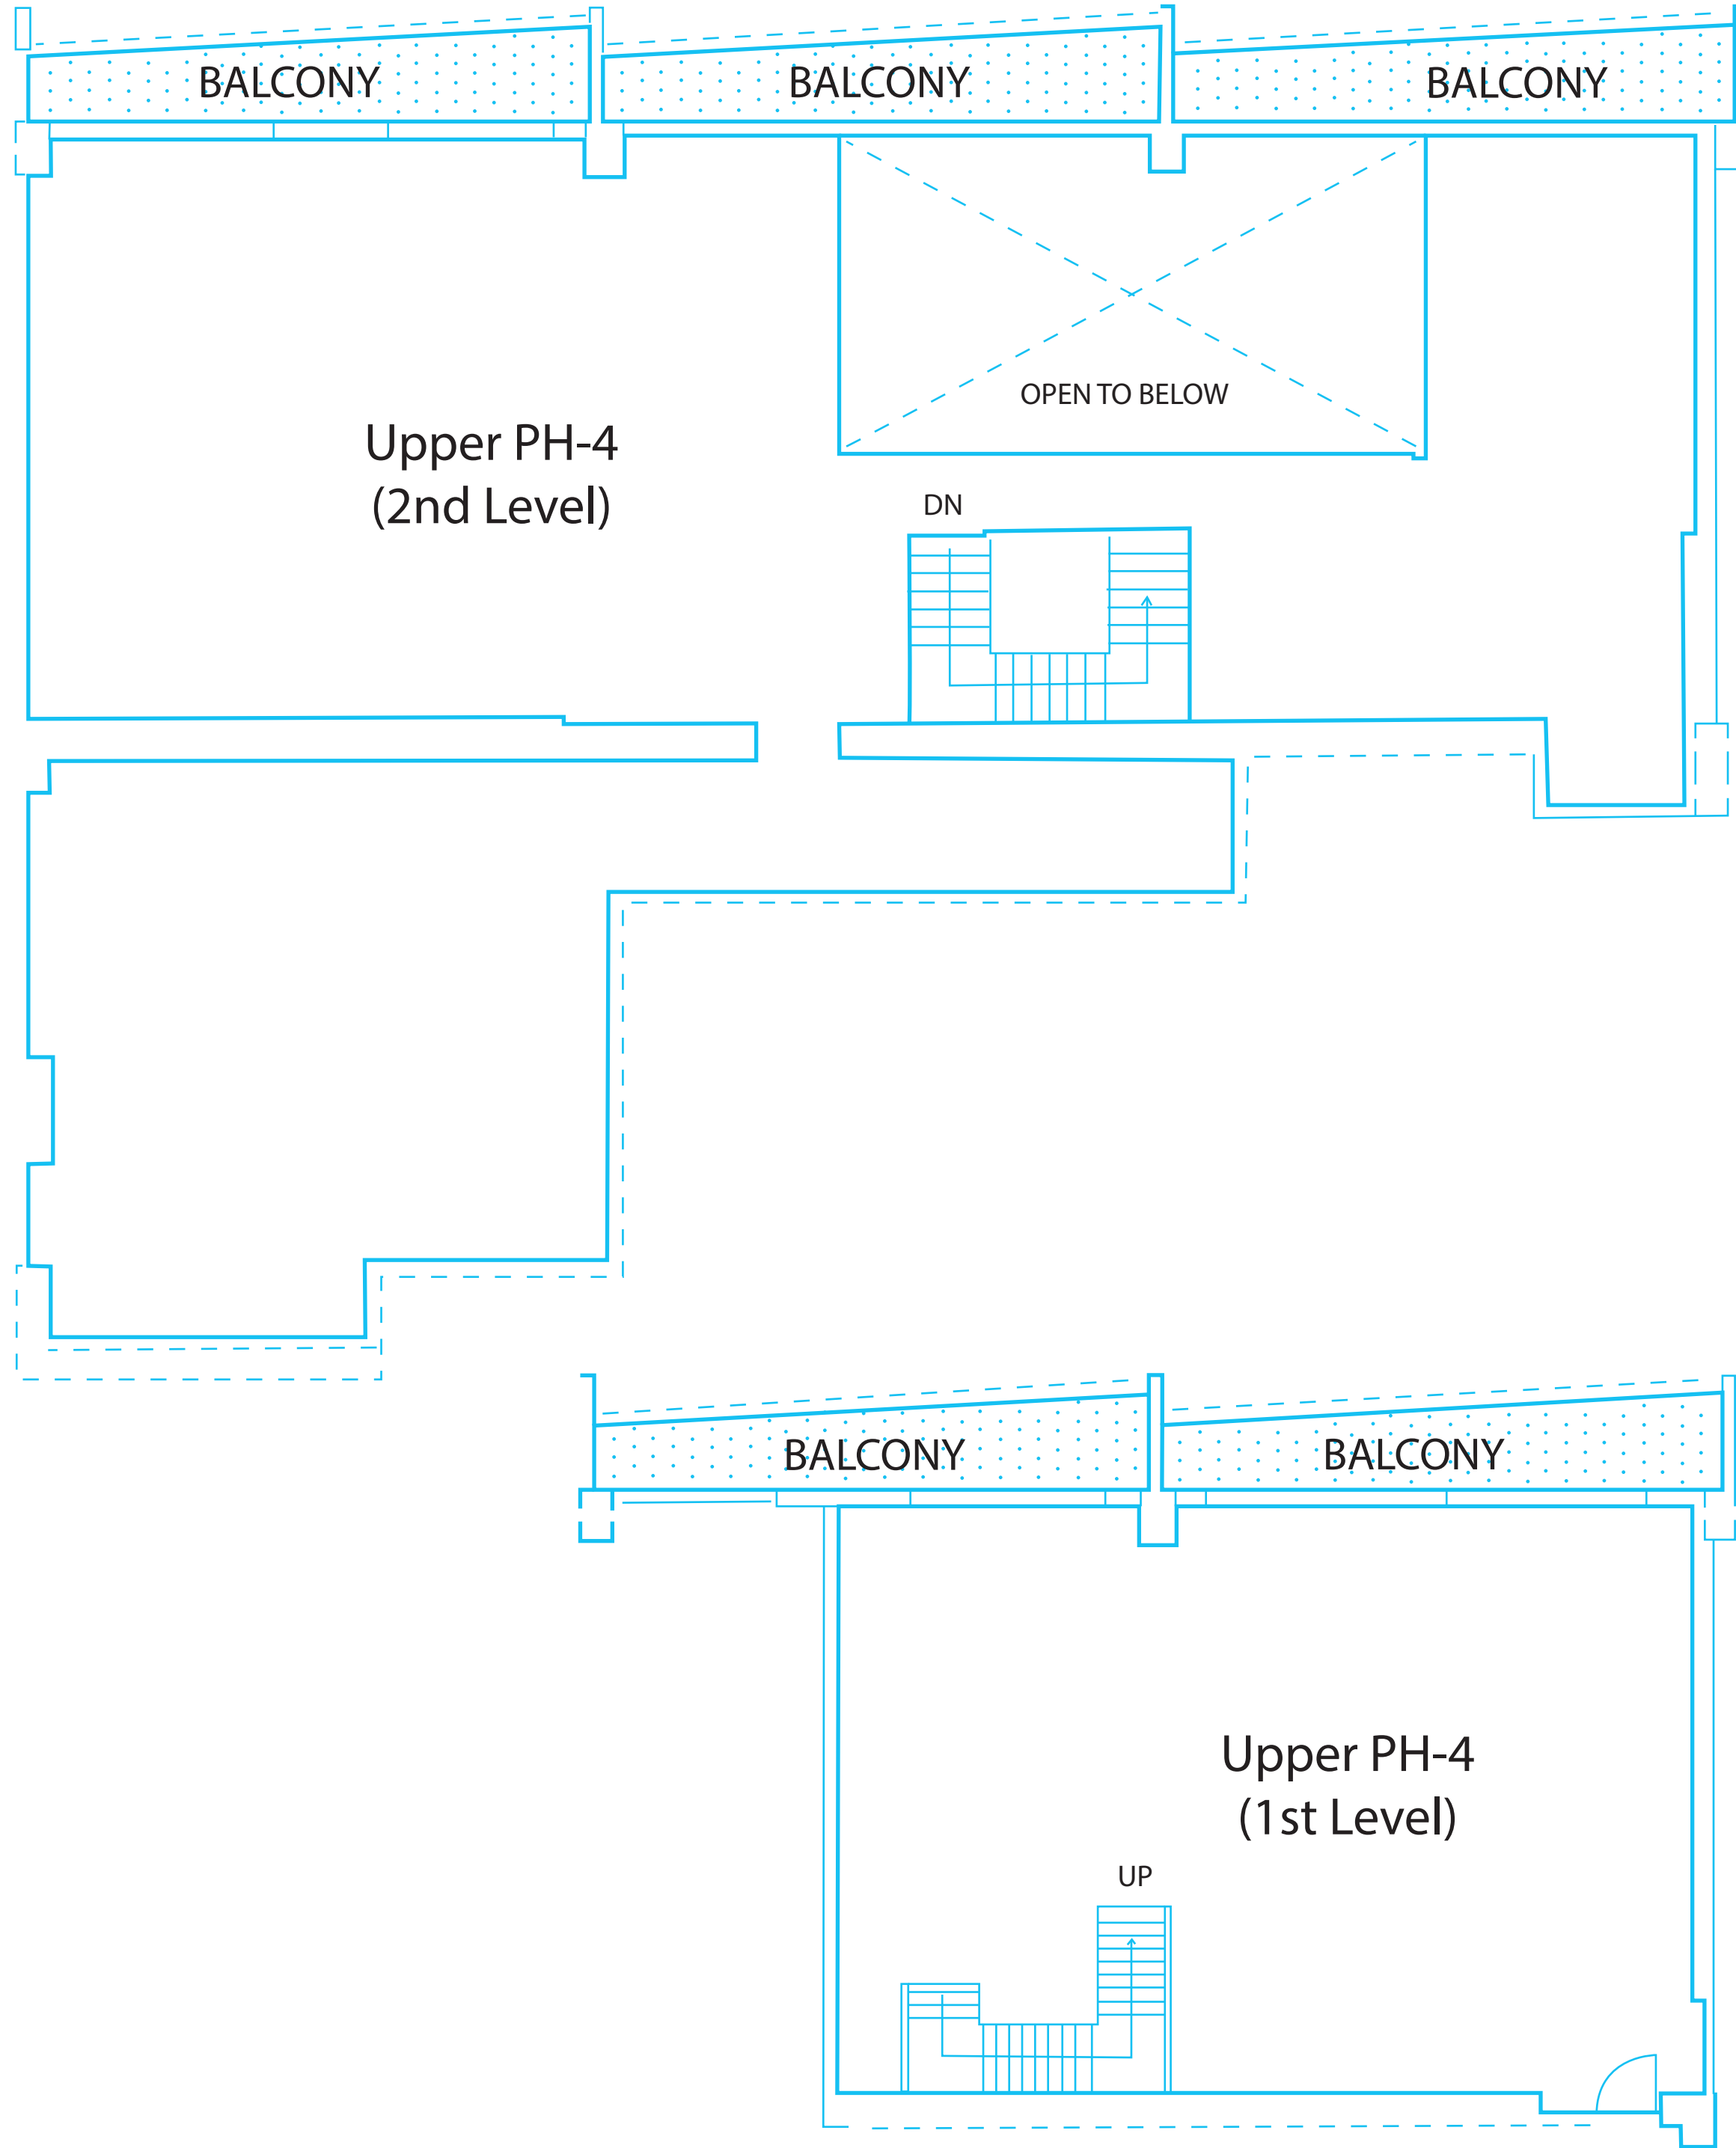 BALCONY
BALCONY
BALCONY
OPEN TO BELOW
Upper PH-4
(2nd Level)
DN
BALCONY
BALCONY
Upper PH-4
(1st Level)
UP